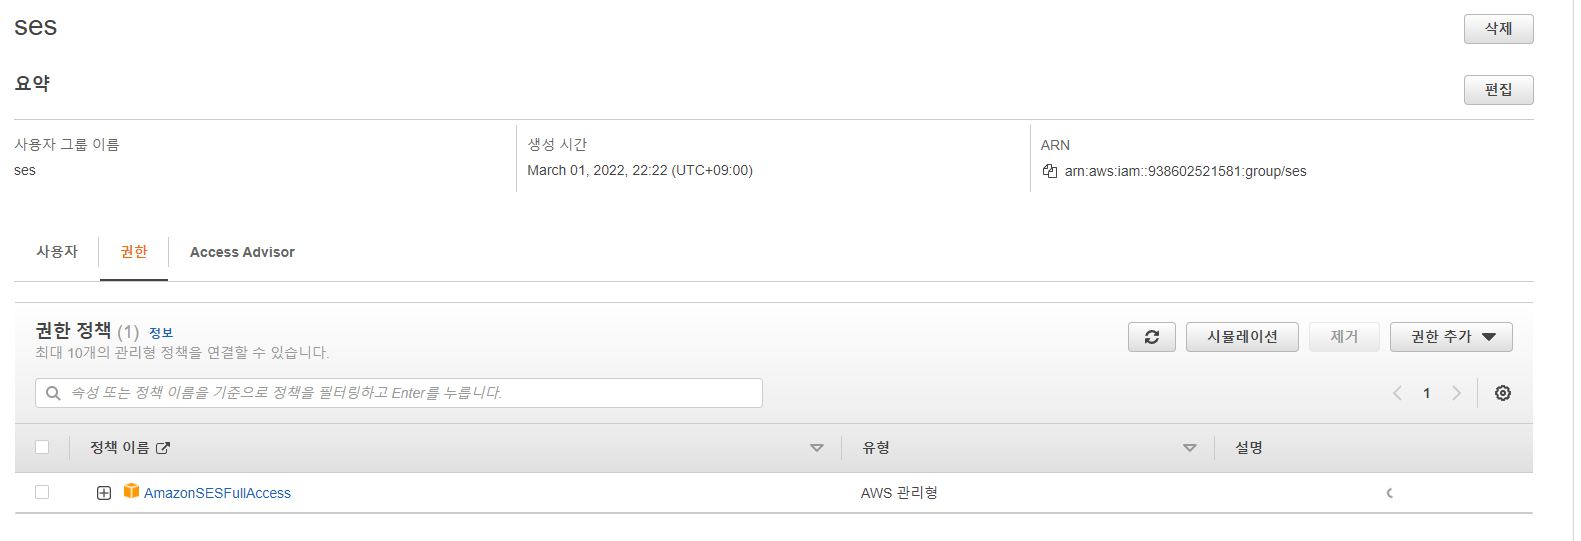 ses
삭제
요약
편집
사용자 그룹 이름
ses
생성 시간
March 01, 2022, 22:22 (UTC+09:00)
ARN
arn:aws:iam::938602521581:group/ses
사용자
권한
Access Advisor
권한 정책 (1) 정보
최대 10개의 관리형 정책을 연결할 수 있습니다.
시뮬레이션
제거
권한 추가
속성 또는 정책 이름을 기준으로 정책을 필터링하고 Enter를 누릅니다.
1
정책 이름
유형
설명
AmazonSESFullAccess
AWS 관리형